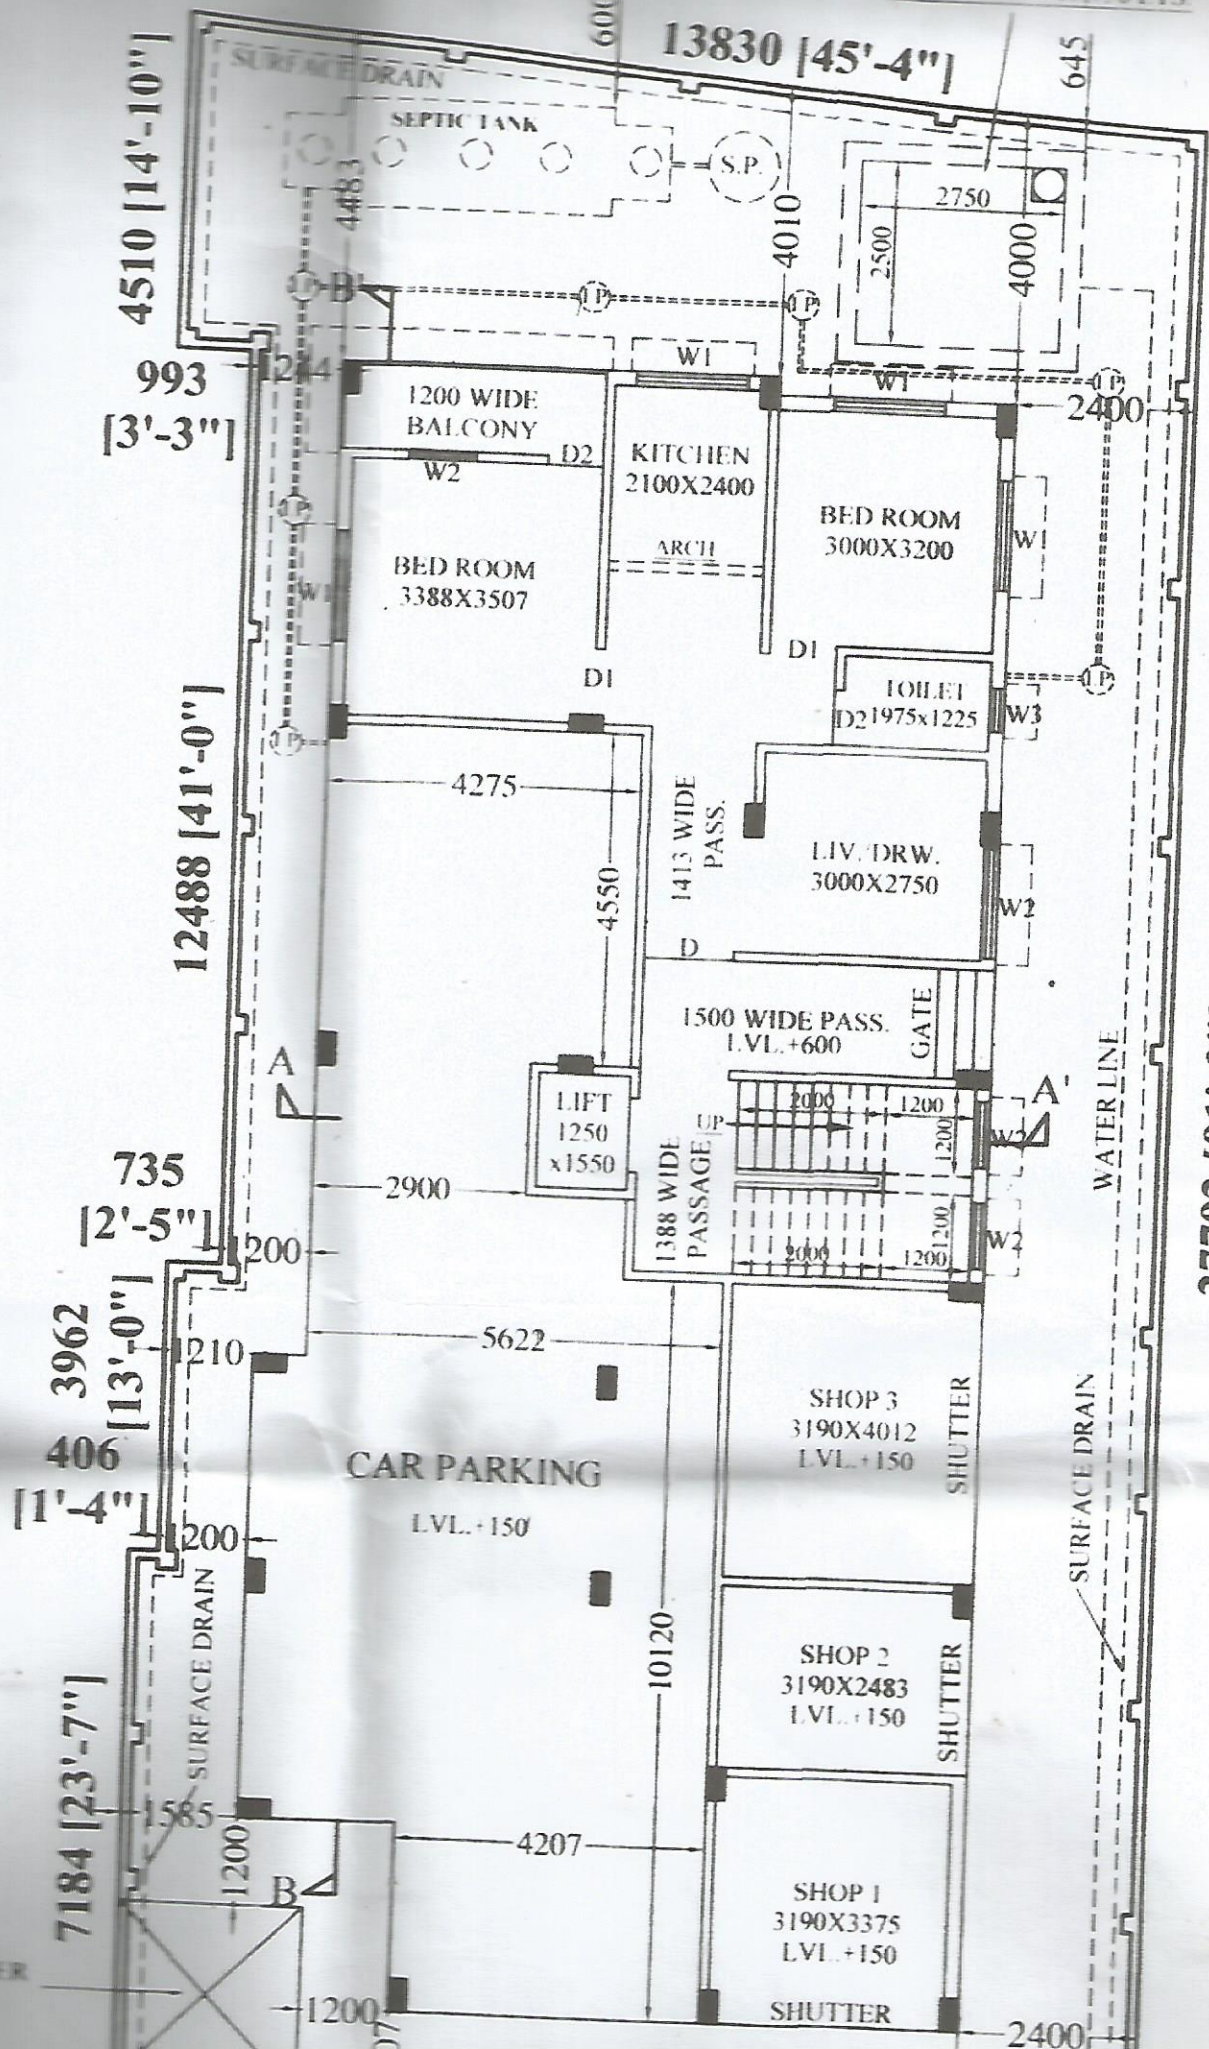 13830 [45'-4"]
645
SURFACE DRAIN
SEPTIC TANK
S.P.
4510 [14'-10"]
4483
4010
2750
2500
4000
B'
I.P
I.P
I.P
I.P
W1
W1
993
[3'-3"]
244
2400
1200 WIDE
BALCONY
D2
W2
KITCHEN
2100X2400
ARCH
BED ROOM
3000X3200
W1
BED ROOM
3388X3507
I.P
W1
D1
D1
TOILET
1975x1225
D2
W3
I.P
I.P
12488 [41'-0"]
4275
4550
1413 WIDE
PASS.
LIV./DRW.
3000X2750
W2
D
1500 WIDE PASS.
LVL.+600
GATE
A
A'
LIFT
1250
x1550
UP
2000
1200
1200
W2
1388 WIDE
PASSAGE
2900
735
[2'-5"]
200
2000
1200
1200
W2
WATER LINE
3962
[13'-0"]
1210
5622
SHOP 3
3190X4012
LVL.+150
SHUTTER
CAR PARKING
LVL.+150
406
[1'-4"]
200
SURFACE DRAIN
SURFACE DRAIN
10120
SHOP 2
3190X2483
LVL.+150
SHUTTER
7184 [23'-7"]
1585
1200
B
4207
SHOP 1
3190X3375
LVL.+150
SHUTTER
1200
2400